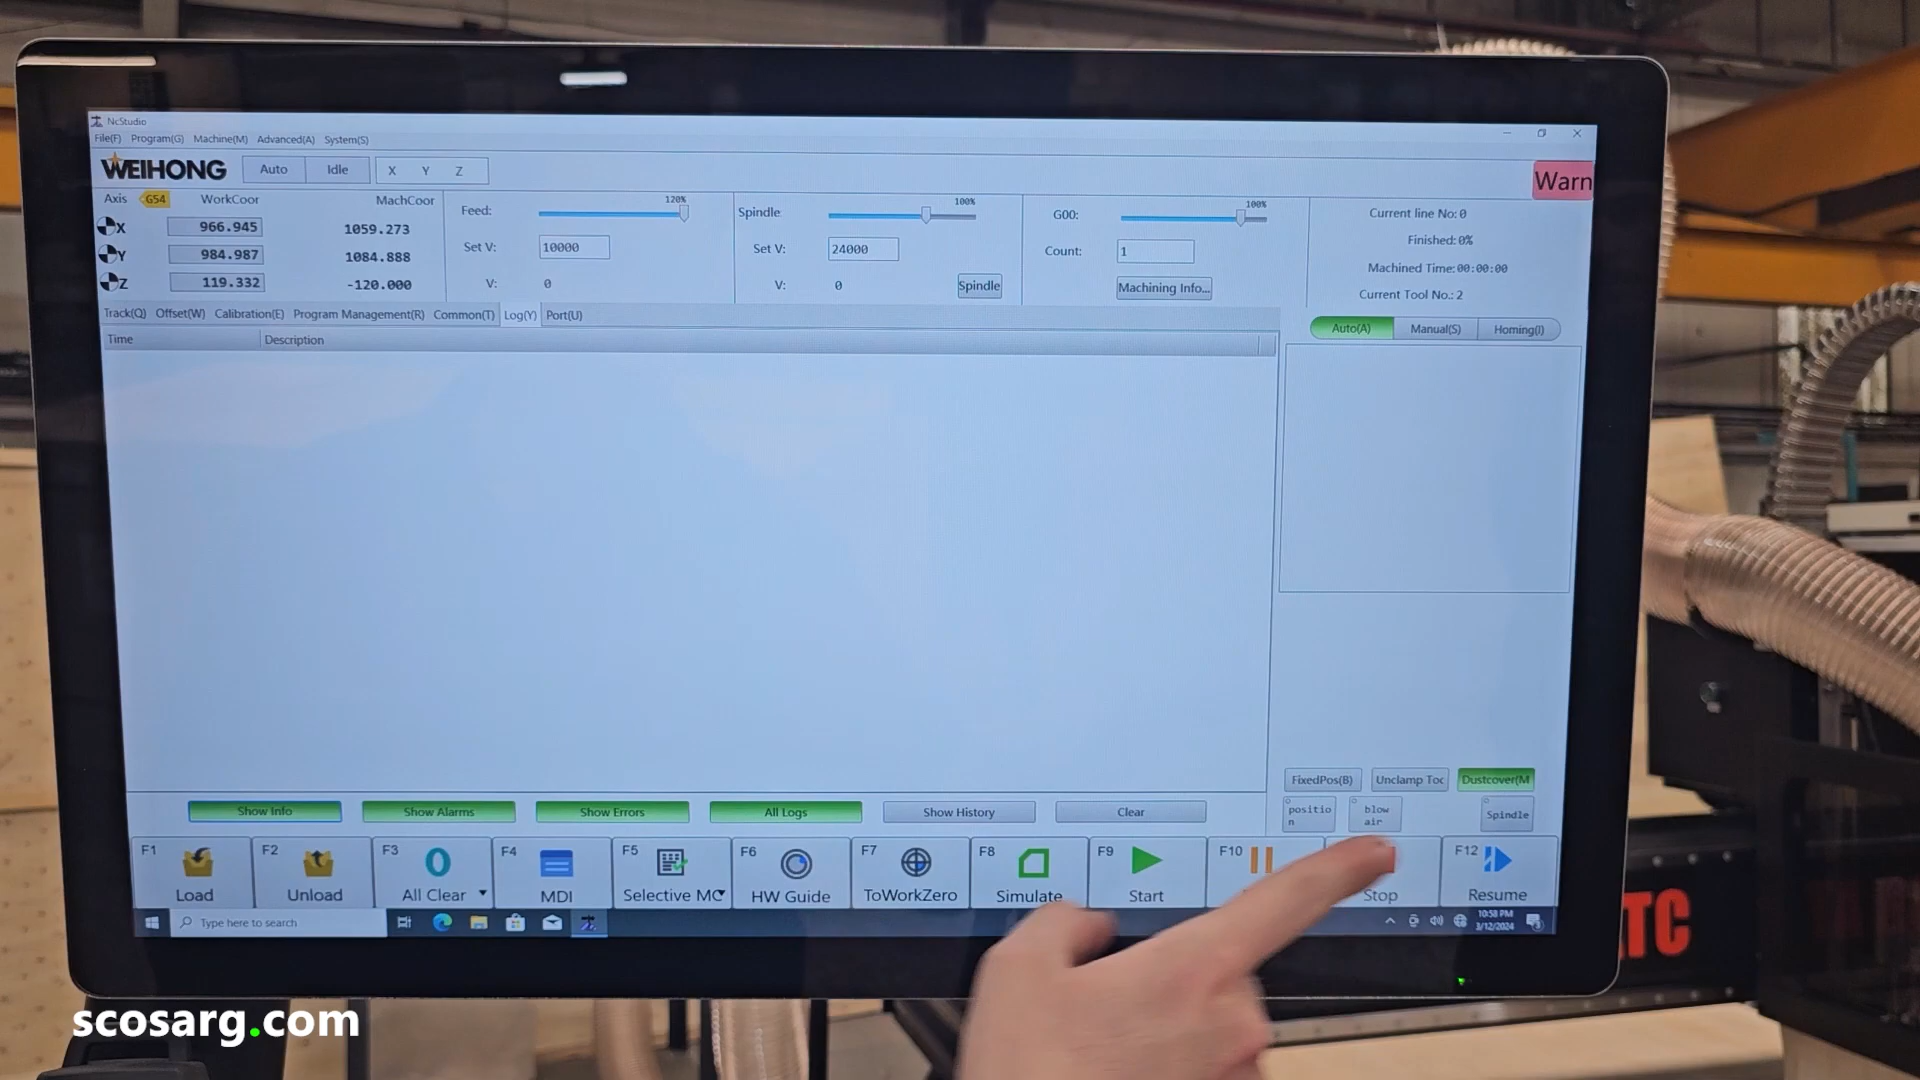 NcStudio
File(F) Program(G) Machine(M) Advanced(A) System(S)
WEIHONG Auto Idle X Y Z
Warn
Axis G54 WorkCoor MachCoor
X 966.945 1059.273
Y 984.987 1084.888
Z 119.332 -120.000
Feed: 120%
Set V: 10000
V: 0
Spindle 100%
Set V: 24000
V: 0 Spindle
G00: 100%
Count: 1
Machining Info...
Current line No: 0
Finished: 0%
Machined Time: 00:00:00
Current Tool No.: 2
Track(Q) Offset(W) Calibration(E) Program Management(R) Common(T) Log(Y) Port(U)
Auto(A) Manual(S) Homing(I)
Time Description
FixedPos(B) Unclamp Toc Dustcover(M
positio
n
blow
air
Spindle
Show Info Show Alarms Show Errors All Logs Show History Clear
F1 Load
F2 Unload
F3 All Clear
F4 MDI
F5 Selective MC
F6 HW Guide
F7 ToWorkZero
F8 Simulate
F9 Start
F10
Stop
F12 Resume
Type here to search
10:58 PM
3/12/2024
TC
scosarg.com